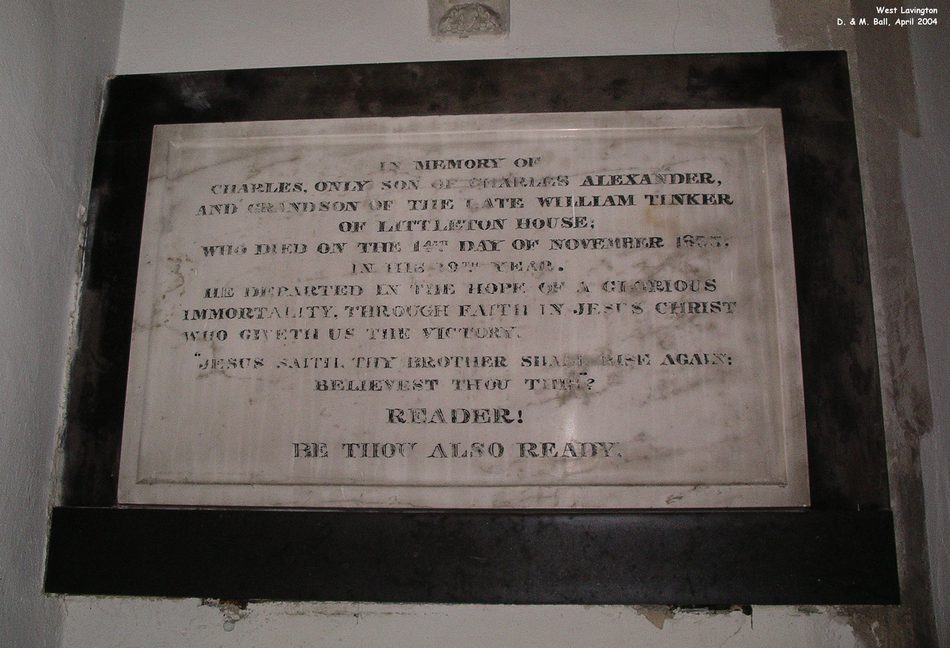 West Lavington
D. & M. Ball, April 2004
IN MEMORY OF
CHARLES, ONLY SON OF CHARLES ALEXANDER,
AND GRANDSON OF THE LATE WILLIAM TINKER
OF LITTLETON HOUSE;
WHO DIED ON THE 14TH DAY OF NOVEMBER
IN HIS 19TH YEAR.
HE DEPARTED IN THE HOPE OF A GLORIOUS
IMMORTALITY, THROUGH FAITH IN JESUS CHRIST
WHO GIVETH US THE VICTORY.
"JESUS SAITH, THY BROTHER SHALL RISE AGAIN:
BELIEVEST THOU THIS"?
READER!
BE THOU ALSO READY.